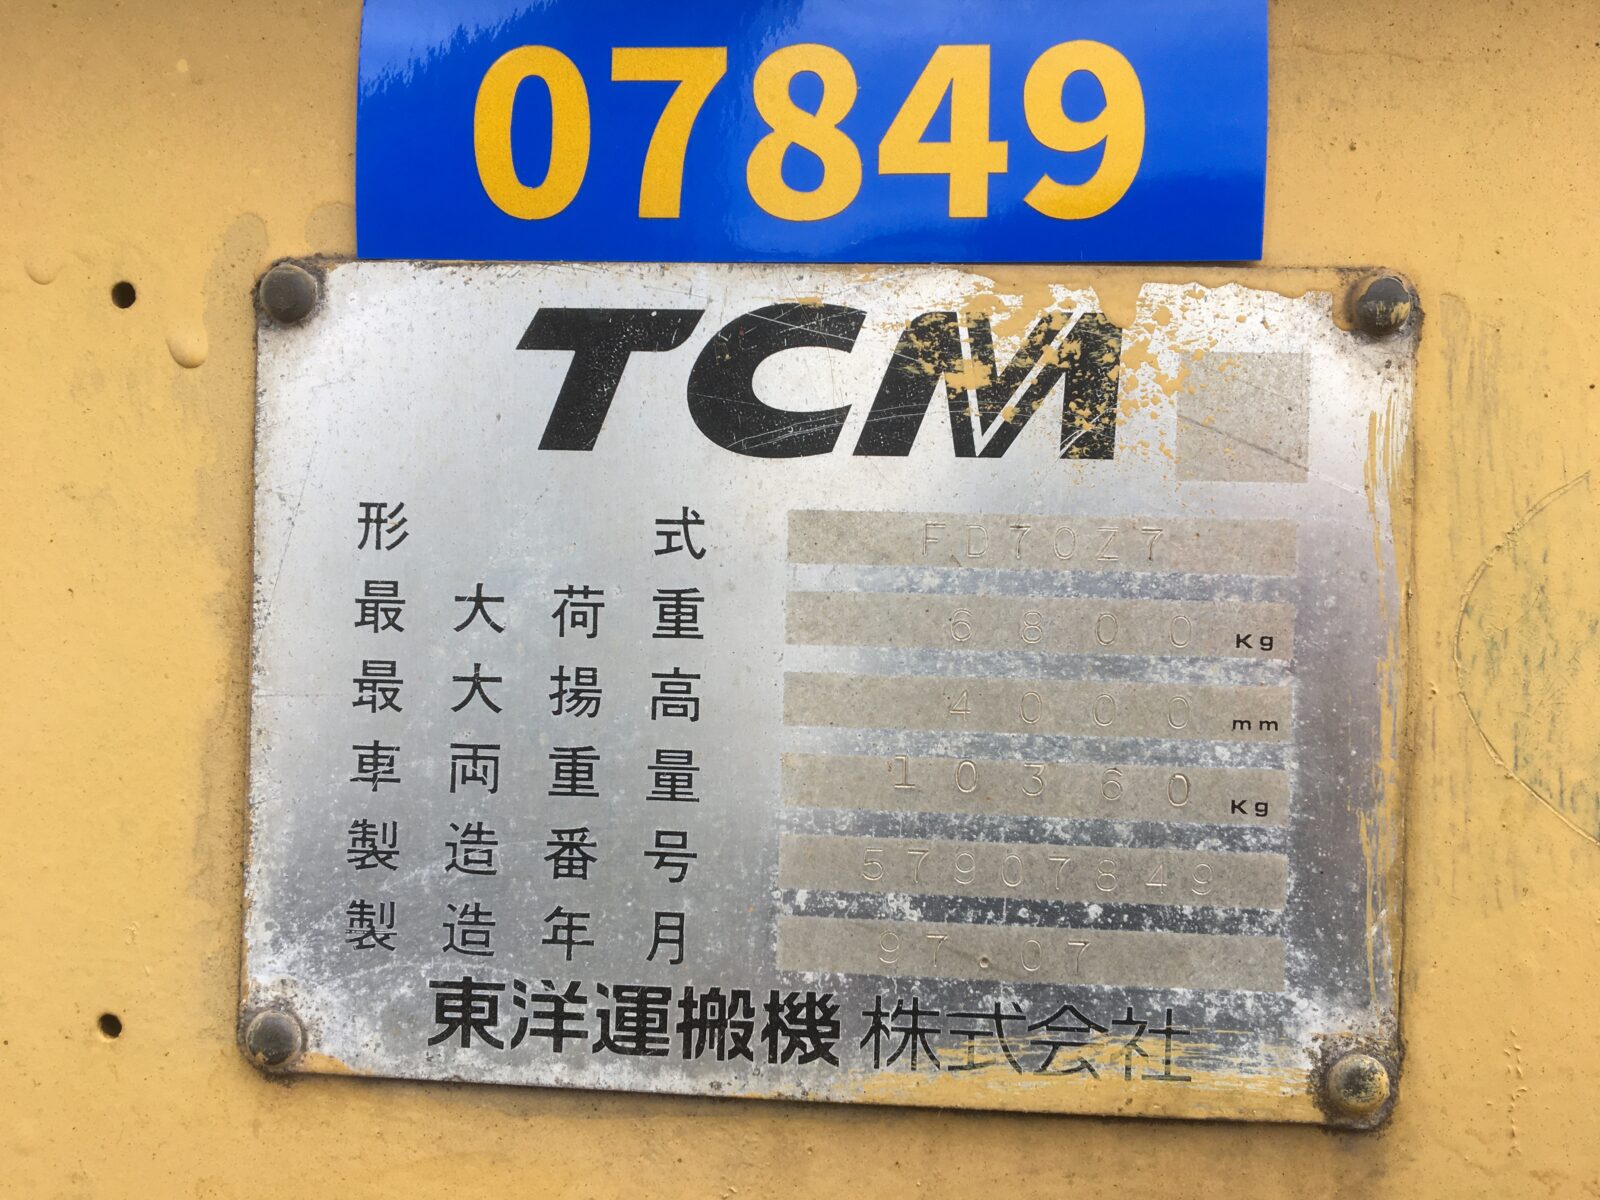 07849
TCM
形式 FD70Z7
最大荷重 6800 Kg
最大揚高 4000 mm
車両重量 10360 Kg
製造番号 57907849
製造年月 97.07
東洋運搬機株式会社